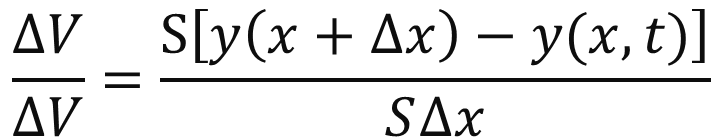 ΔV/ΔV = S[y(x + Δx) − y(x, t)]/SΔx